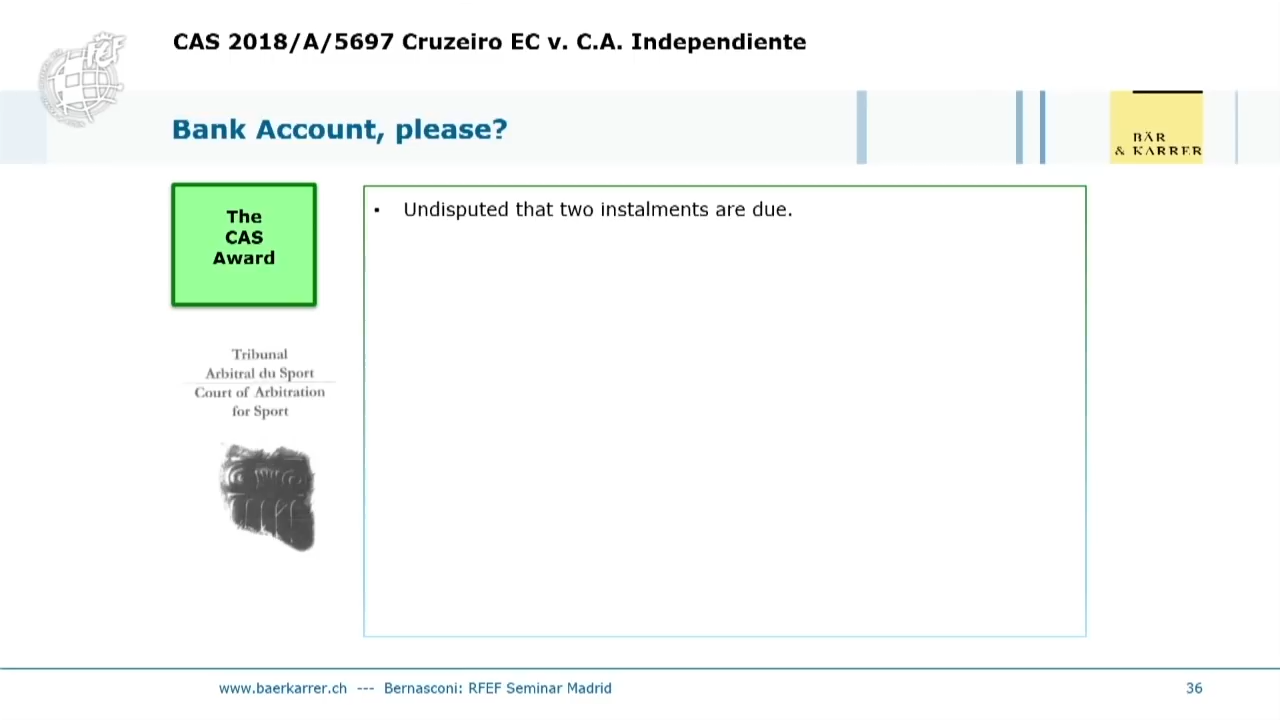 CAS 2018/A/5697 Cruzeiro EC v. C.A. Independiente
Bank Account, please?
BÄR
& KARRER
The
CAS
Award
• Undisputed that two instalments are due.
Tribunal
Arbitral du Sport
Court of Arbitration
for Sport
www.baerkarrer.ch --- Bernasconi: RFEF Seminar Madrid
36